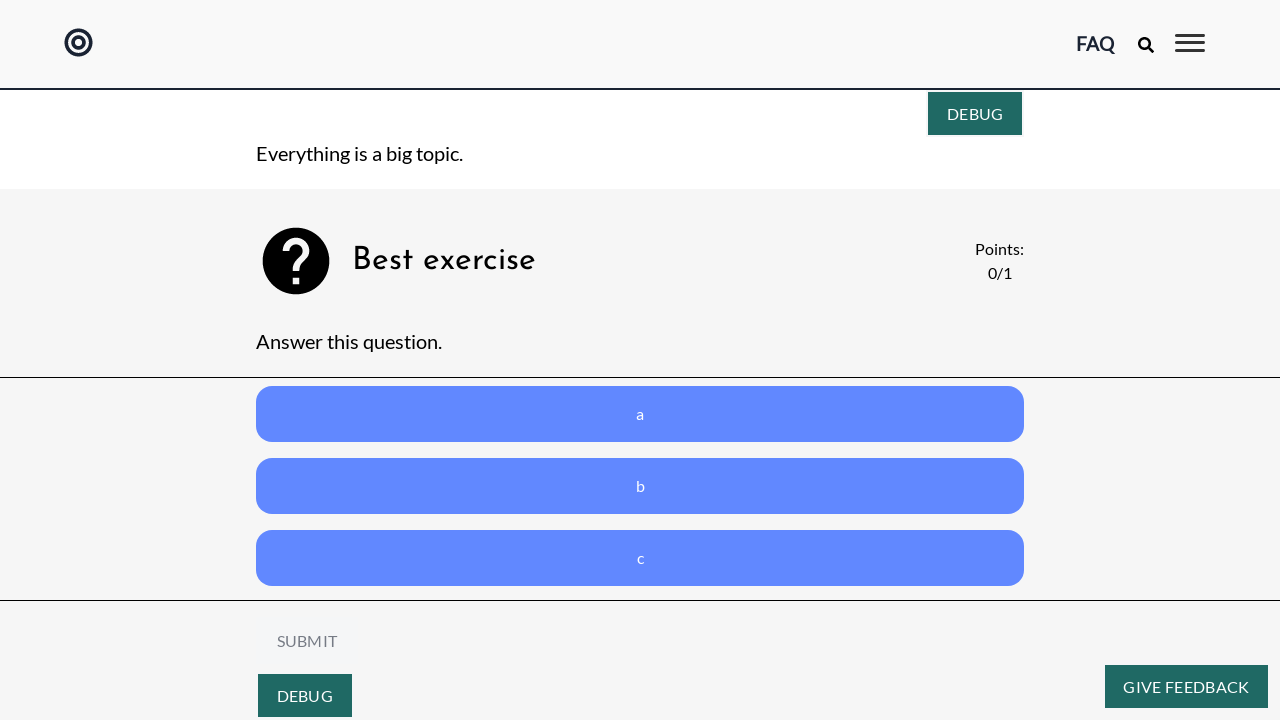 FAQ
DEBUG
Everything is a big topic.
Best exercise
Points:
0/1
Answer this question.
a
b
c
SUBMIT
DEBUG
GIVE FEEDBACK